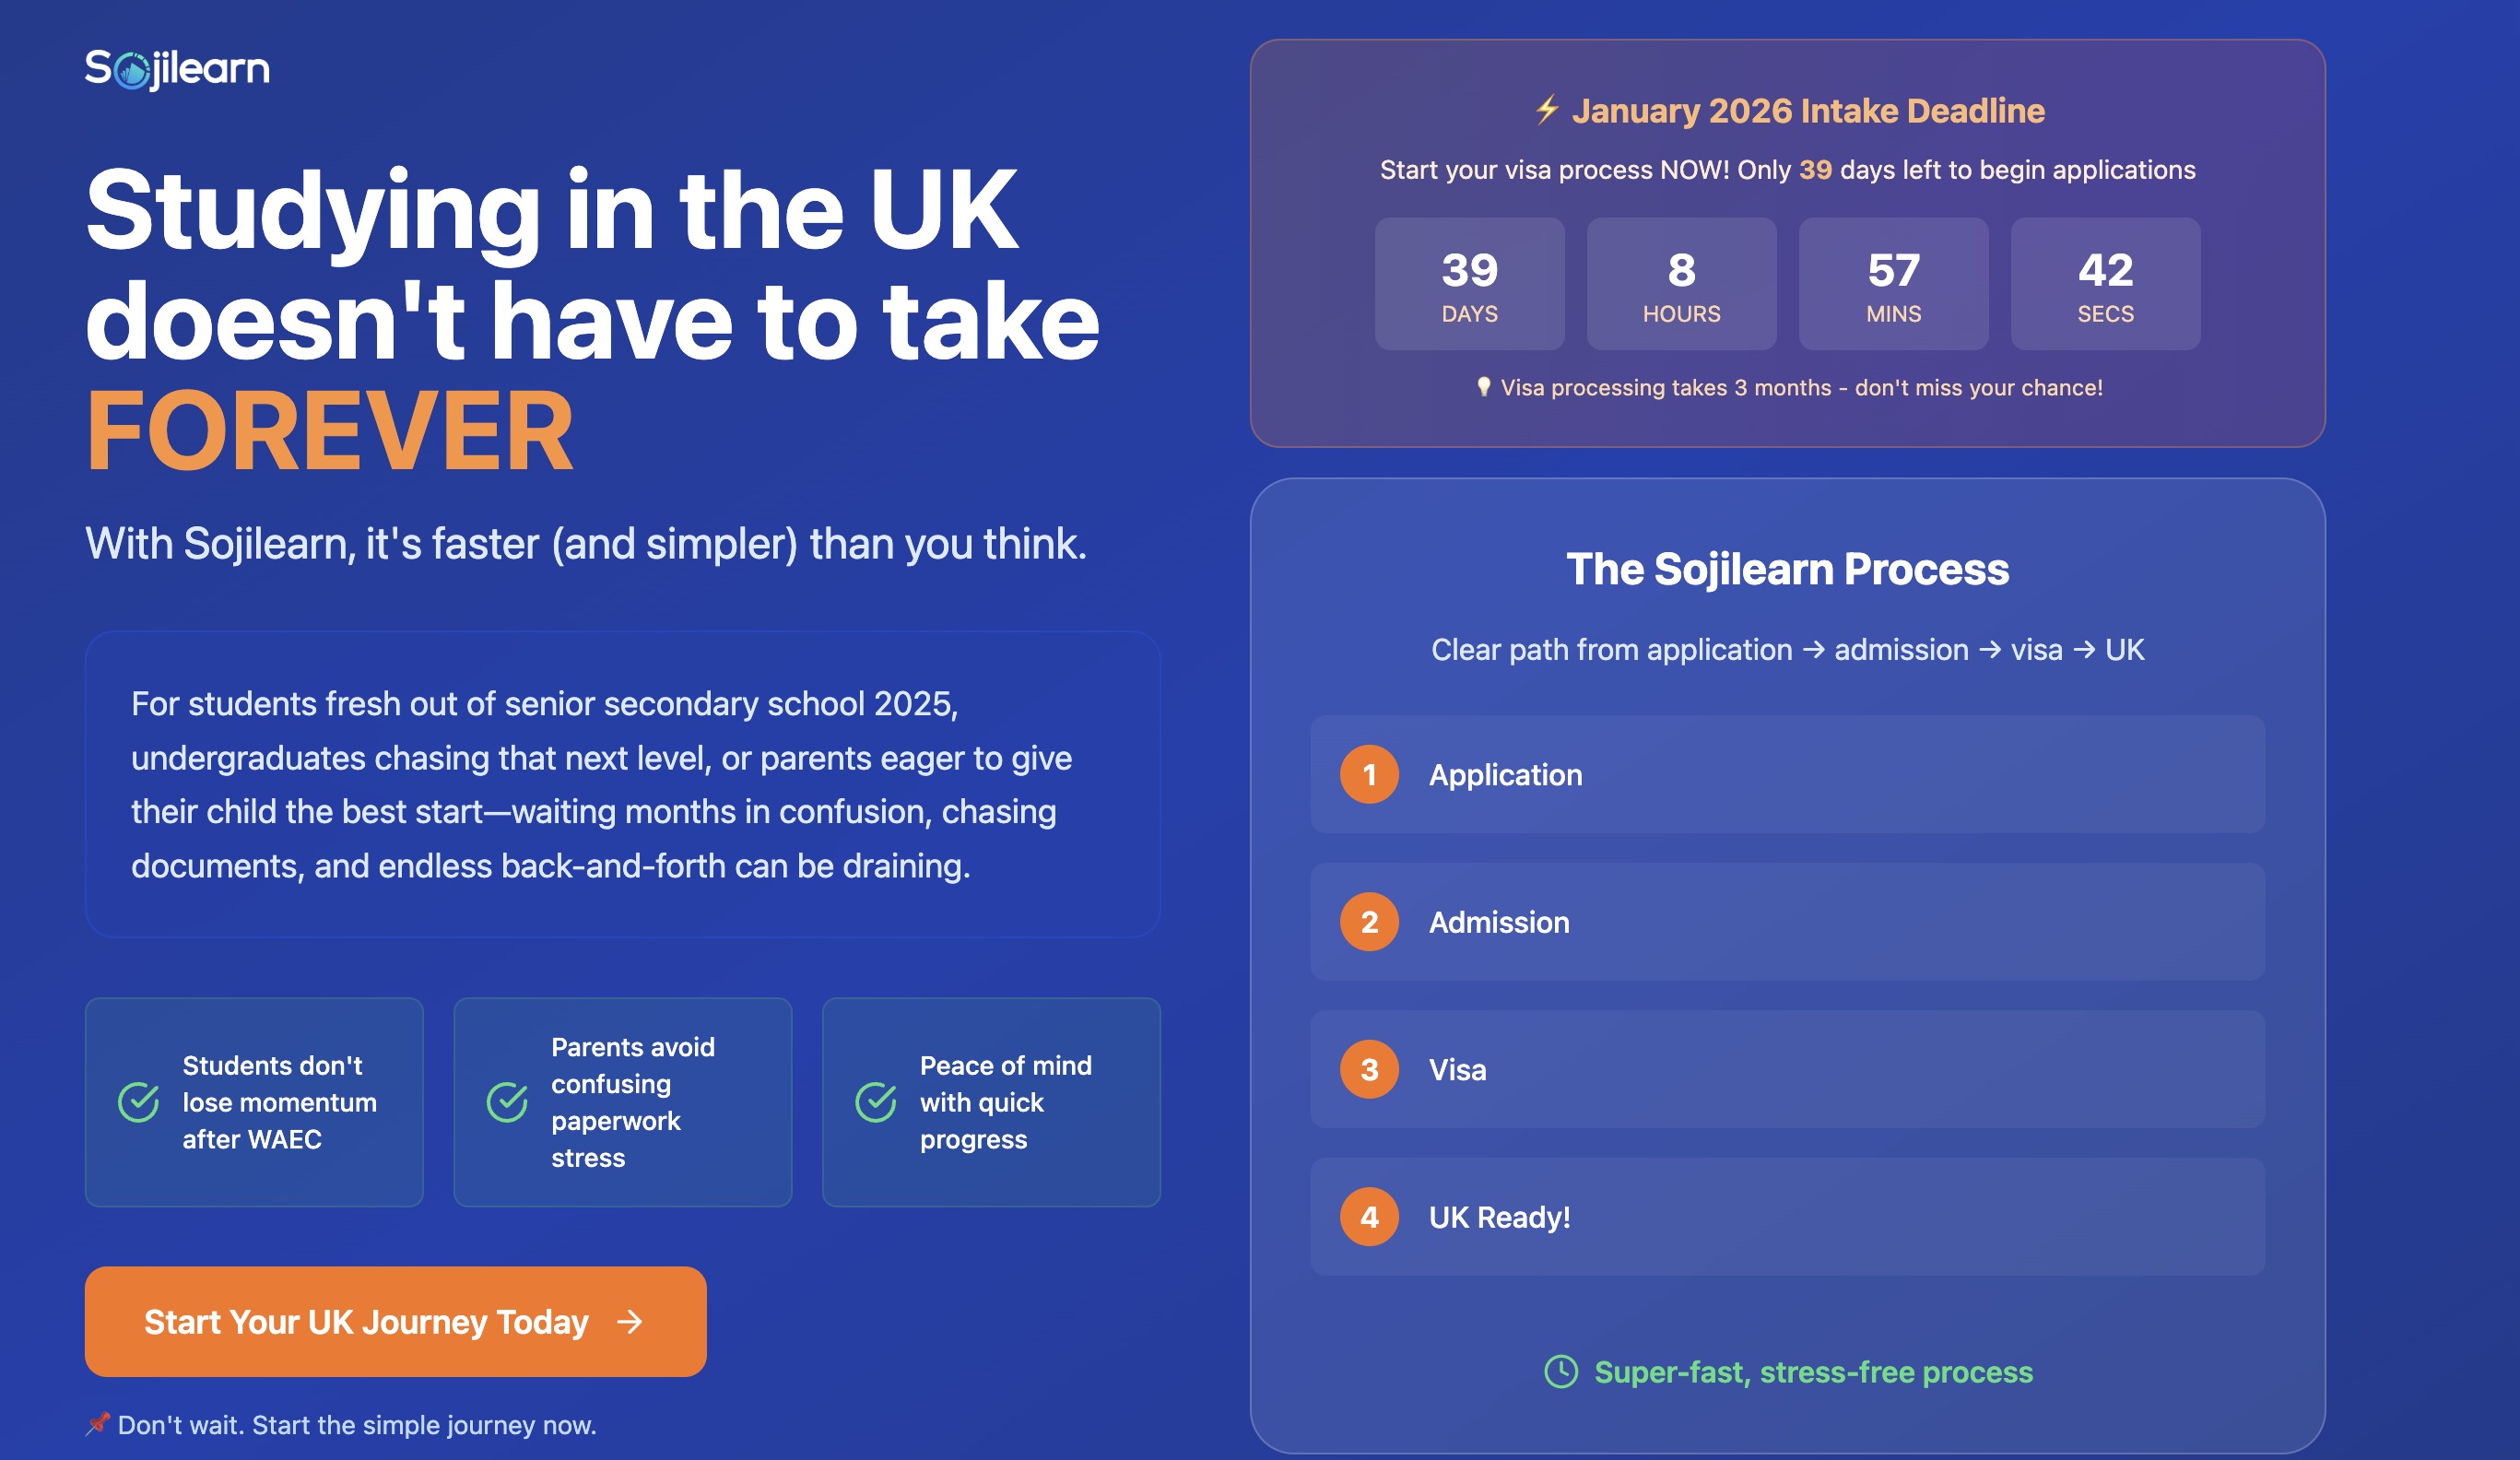 Sojilearn
Studying in the UK
doesn't have to take
FOREVER
With Sojilearn, it's faster (and simpler) than you think.
For students fresh out of senior secondary school 2025,
undergraduates chasing that next level, or parents eager to give
their child the best start—waiting months in confusion, chasing
documents, and endless back-and-forth can be draining.
Students don't
lose momentum
after WAEC
Parents avoid
confusing
paperwork
stress
Peace of mind
with quick
progress
Start Your UK Journey Today →
📌 Don't wait. Start the simple journey now.
⚡ January 2026 Intake Deadline
Start your visa process NOW! Only 39 days left to begin applications
39
DAYS
8
HOURS
57
MINS
42
SECS
💡 Visa processing takes 3 months - don't miss your chance!
The Sojilearn Process
Clear path from application → admission → visa → UK
1 Application
2 Admission
3 Visa
4 UK Ready!
Super-fast, stress-free process